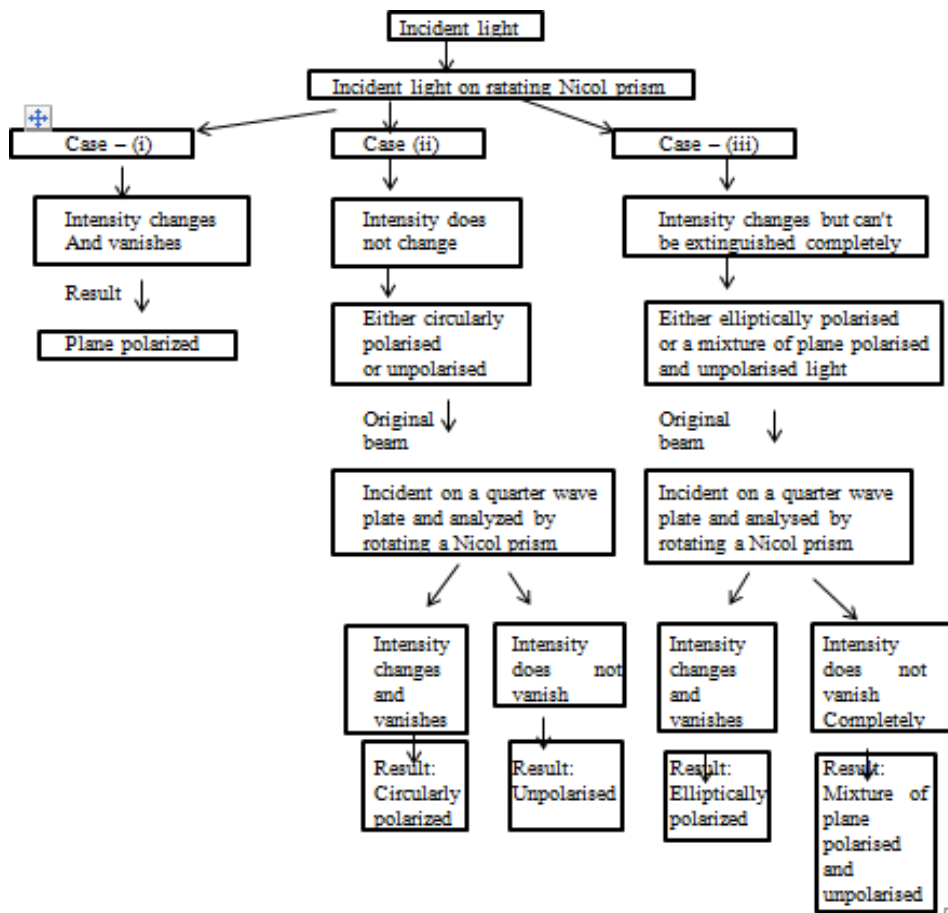 Incident light
Incident light on ratating Nicol prism
Case – (i)
Case (ii)
Case – (iii)
Intensity changes
And vanishes
Intensity does
not change
Intensity changes but can't
be extinguished completely
Result
Plane polarized
Either circularly
polarised
or unpolarised
Either elliptically polarised
or a mixture of plane polarised
and unpolarised light
Original
beam
Original
beam
Incident on a quarter wave
plate and analyzed by
rotating a Nicol prism
Incident on a quarter wave
plate and analysed by
rotating a Nicol prism
Intensity
changes
and
vanishes
Intensity
does not
vanish
Intensity
changes
and
vanishes
Intensity
does not
vanish
Completely
Result:
Circularly
polarized
Result:
Unpolarised
Result:
Elliptically
polarized
Result:
Mixture of
plane
polarised
and
unpolarised